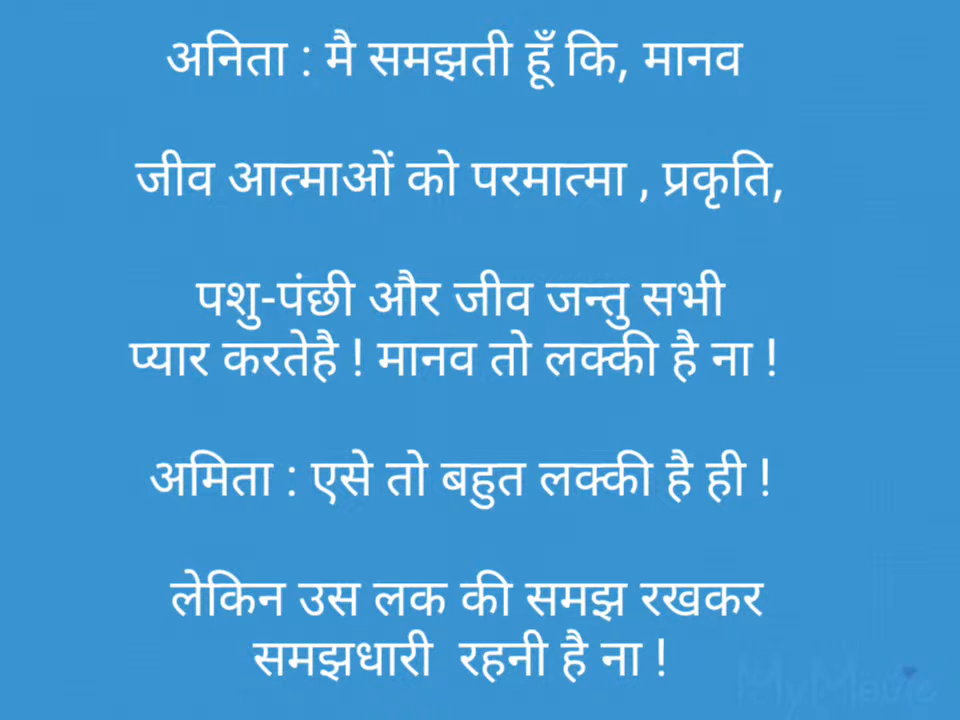 अनिता : मै समझती हूँ कि, मानव
जीव आत्माओं को परमात्मा , प्रकृति,
पशु-पंछी और जीव जन्तु सभी
प्यार करतेहै ! मानव तो लक्की है ना !
अमिता : एसे तो बहुत लक्की है ही !
लेकिन उस लक की समझ रखकर
समझधारी रहनी है ना !
MyMovie